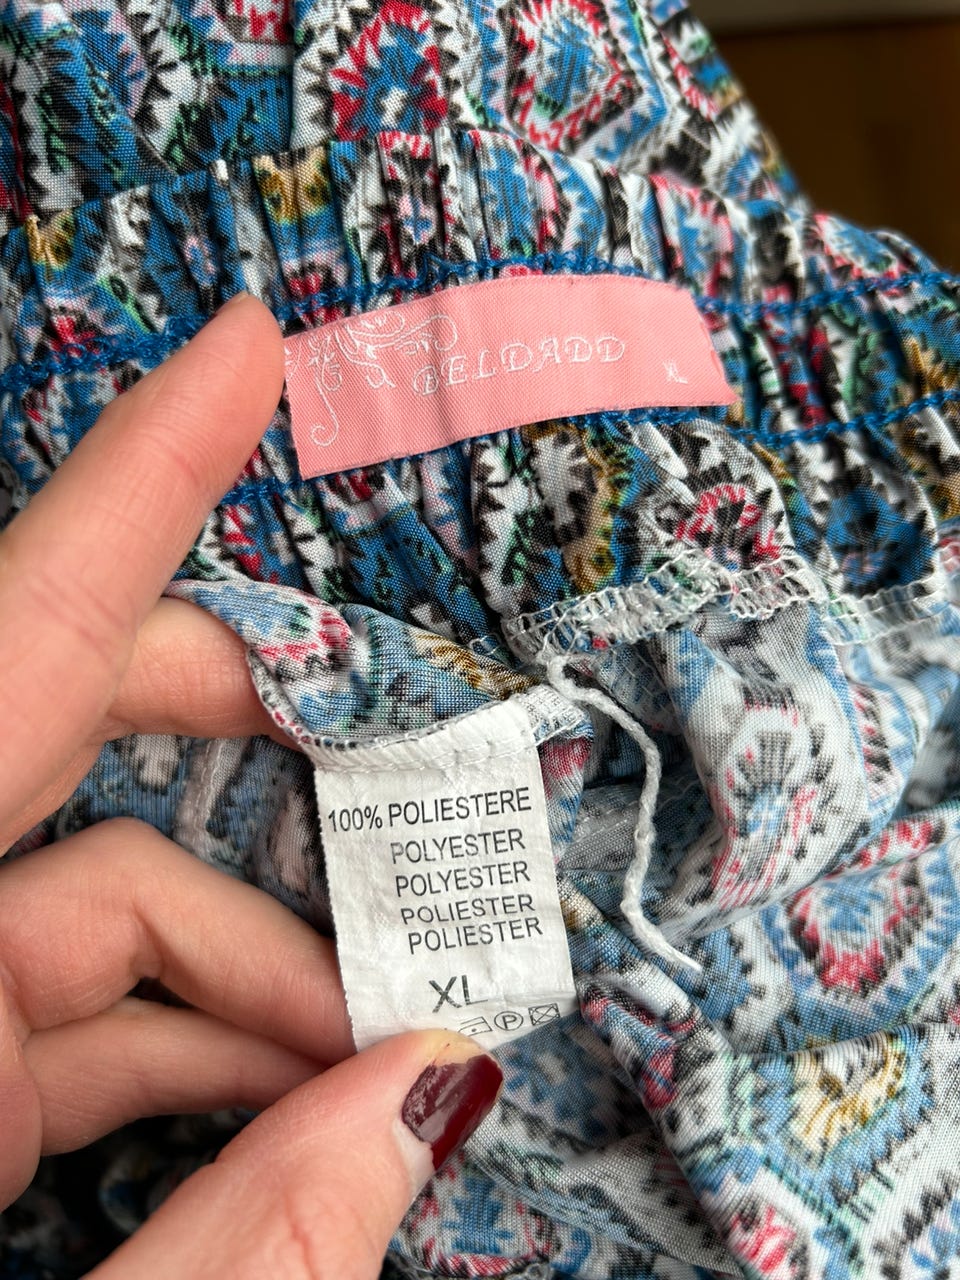 BELDADD
XL
100% POLIESTERE
POLYESTER
POLYESTER
POLIESTER
POLIESTER
XL
P